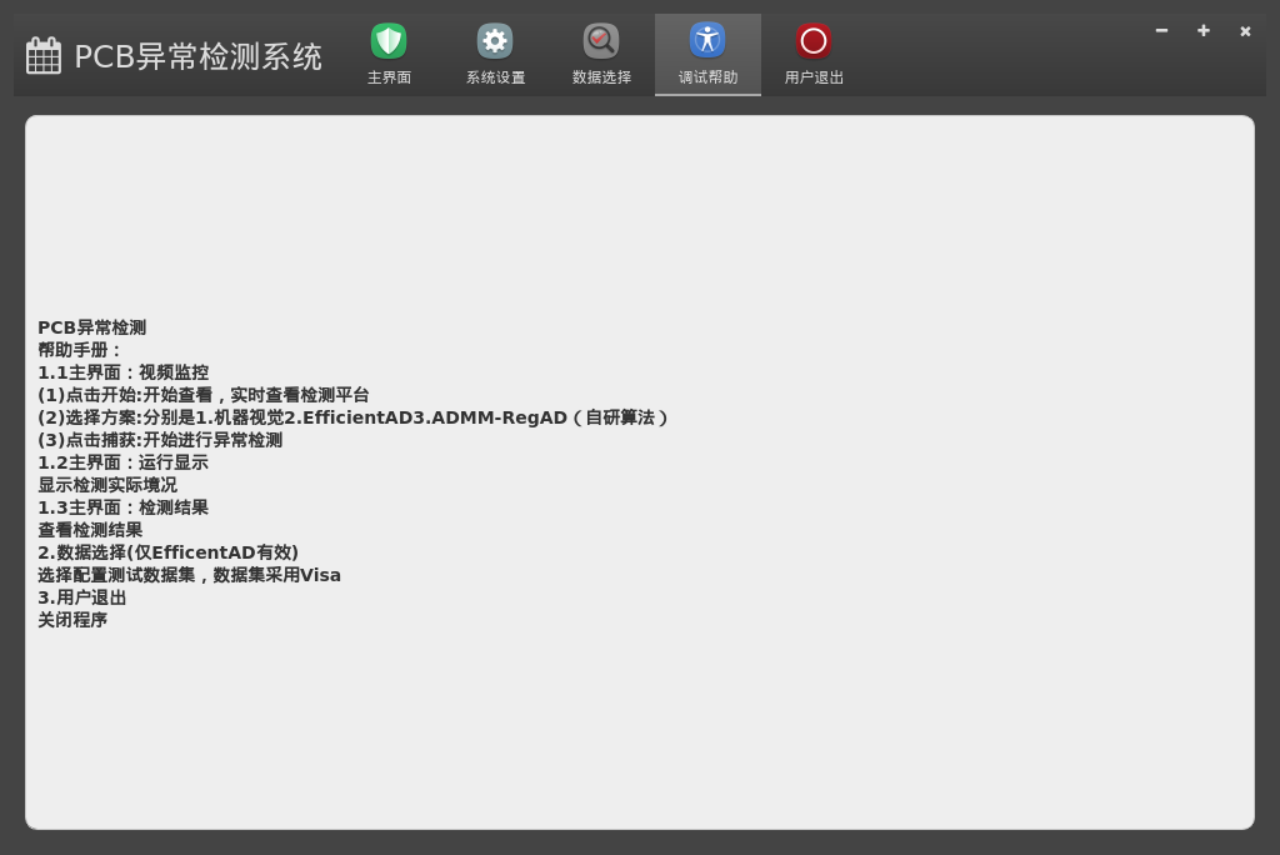 PCB异常检测系统
主界面
系统设置
数据选择
调试帮助
用户退出
PCB异常检测
帮助手册：
1.1主界面：视频监控
(1)点击开始:开始查看，实时查看检测平台
(2)选择方案:分别是1.机器视觉2.EfficientAD3.ADMM-RegAD（自研算法）
(3)点击捕获:开始进行异常检测
1.2主界面：运行显示
显示检测实际境况
1.3主界面：检测结果
查看检测结果
2.数据选择(仅EfficentAD有效)
选择配置测试数据集，数据集采用Visa
3.用户退出
关闭程序